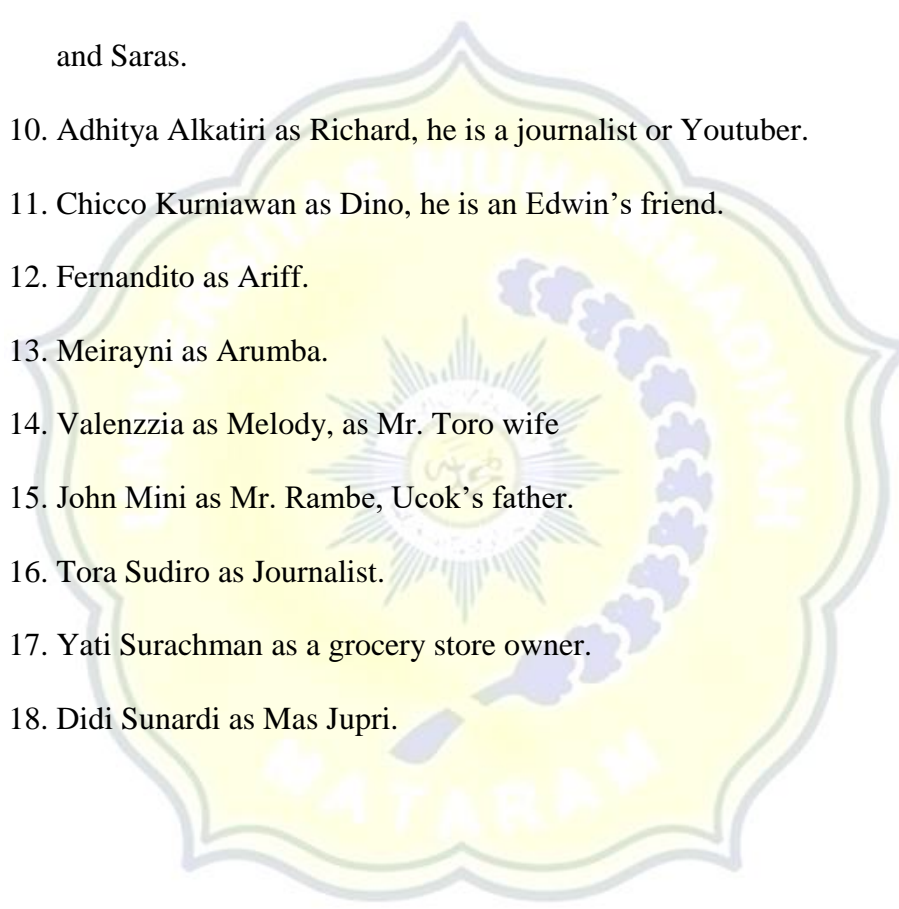 and Saras.
10. Adhitya Alkatiri as Richard, he is a journalist or Youtuber.
11. Chicco Kurniawan as Dino, he is an Edwin’s friend.
12. Fernandito as Ariff.
13. Meirayni as Arumba.
14. Valenzzia as Melody, as Mr. Toro wife
15. John Mini as Mr. Rambe, Ucok’s father.
16. Tora Sudiro as Journalist.
17. Yati Surachman as a grocery store owner.
18. Didi Sunardi as Mas Jupri.
UNIVERSITAS MUHAMMADIYAH
MATARAM